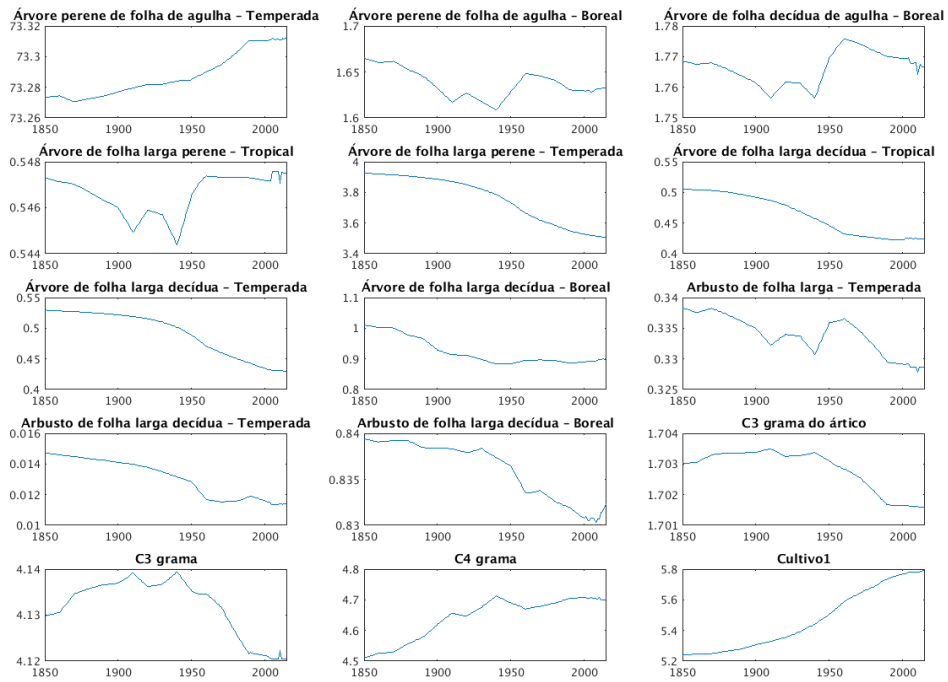 Árvore perene de folha de agulha – Temperada
73.32
73.3
73.28
73.26
1850 1900 1950 2000
Árvore perene de folha de agulha – Boreal
1.7
1.65
1.6
1850 1900 1950 2000
Árvore de folha decídua de agulha – Boreal
1.78
1.77
1.76
1.75
1850 1900 1950 2000
Árvore de folha larga perene – Tropical
0.548
0.546
0.544
1850 1900 1950 2000
Árvore de folha larga perene – Temperada
4
3.8
3.6
3.4
1850 1900 1950 2000
Árvore de folha larga decídua – Tropical
0.55
0.5
0.45
0.4
1850 1900 1950 2000
Árvore de folha larga decídua – Temperada
0.55
0.5
0.45
0.4
1850 1900 1950 2000
Árvore de folha larga decídua – Boreal
1.1
1
0.9
0.8
1850 1900 1950 2000
Arbusto de folha larga – Temperada
0.34
0.335
0.33
0.325
1850 1900 1950 2000
Arbusto de folha larga decídua – Temperada
0.016
0.014
0.012
0.01
1850 1900 1950 2000
Arbusto de folha larga decídua – Boreal
0.84
0.835
0.83
1850 1900 1950 2000
C3 grama do ártico
1.704
1.703
1.702
1.701
1850 1900 1950 2000
C3 grama
4.14
4.13
4.12
1850 1900 1950 2000
C4 grama
4.8
4.7
4.6
4.5
1850 1900 1950 2000
Cultivo1
5.8
5.6
5.4
5.2
1850 1900 1950 2000